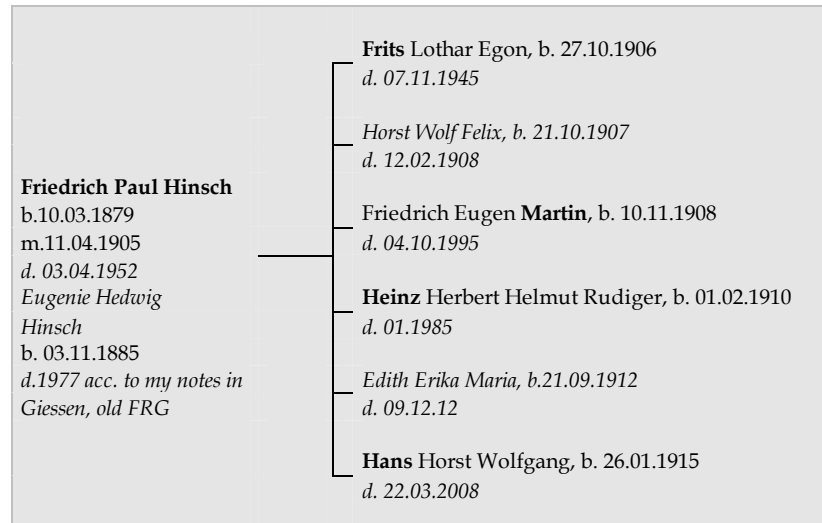 Friedrich Paul Hinsch
b.10.03.1879
m.11.04.1905
d. 03.04.1952
Eugenie Hedwig
Hinsch
b. 03.11.1885
d.1977 acc. to my notes in
Giessen, old FRG
Frits Lothar Egon, b. 27.10.1906
d. 07.11.1945
Horst Wolf Felix, b. 21.10.1907
d. 12.02.1908
Friedrich Eugen Martin, b. 10.11.1908
d. 04.10.1995
Heinz Herbert Helmut Rudiger, b. 01.02.1910
d. 01.1985
Edith Erika Maria, b.21.09.1912
d. 09.12.12
Hans Horst Wolfgang, b. 26.01.1915
d. 22.03.2008